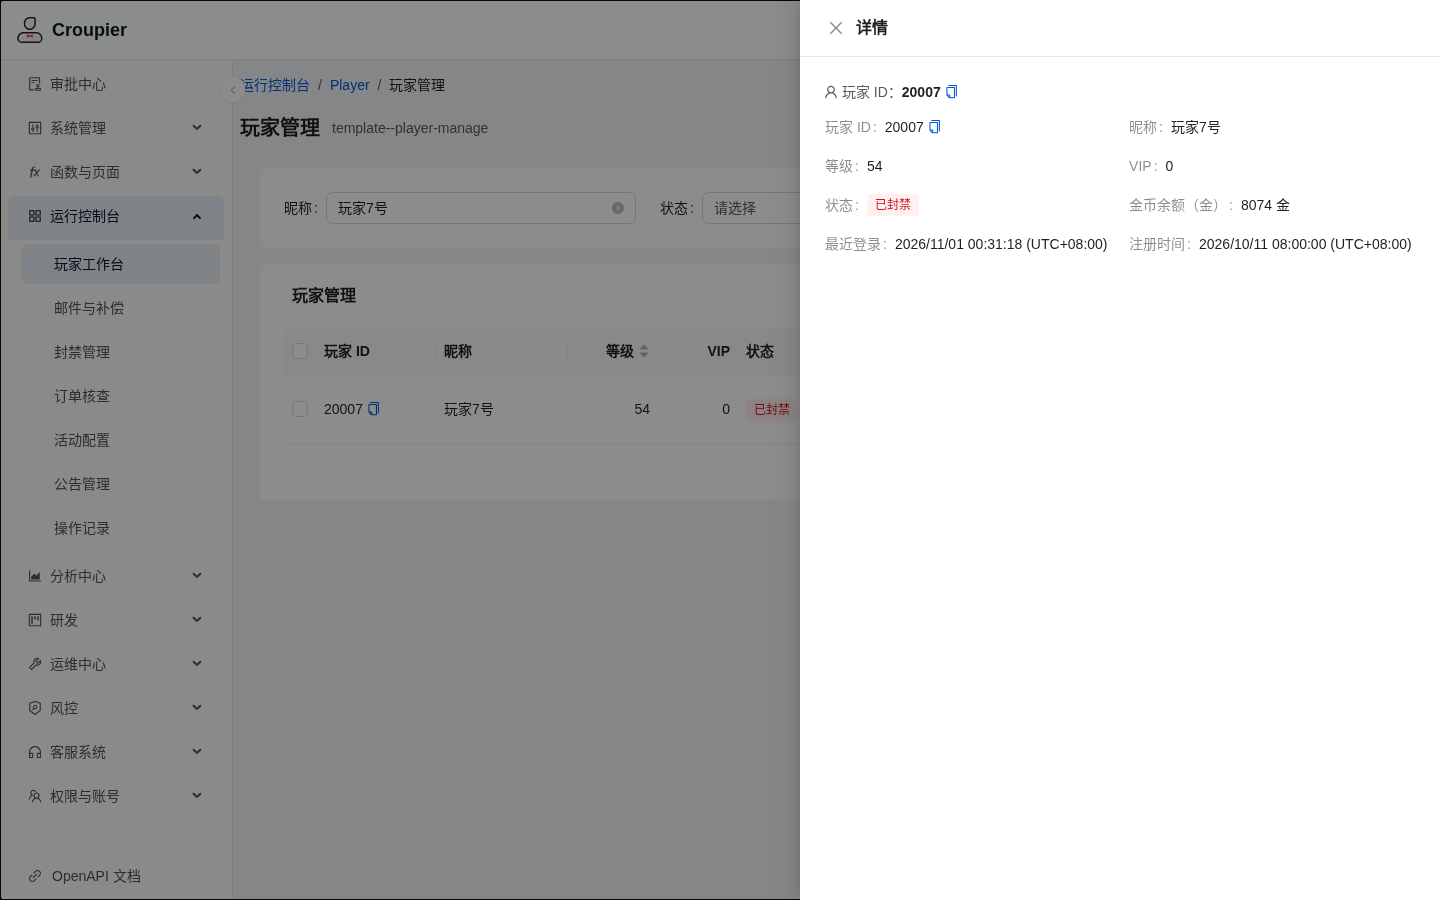 Croupier
审批中心
系统管理
函数与页面
运行控制台
玩家工作台
邮件与补偿
封禁管理
订单核查
活动配置
公告管理
操作记录
分析中心
研发
运维中心
风控
客服系统
权限与账号
OpenAPI 文档
运行控制台 / Player / 玩家管理
玩家管理 template--player-manage
昵称: 玩家7号 状态: 请选择
玩家管理
玩家 ID 昵称 等级 VIP 状态
20007 玩家7号 54 0 已封禁
详情
玩家 ID: 20007
玩家 ID: 20007 昵称: 玩家7号
等级: 54 VIP: 0
状态: 已封禁 金币余额（金）: 8074 金
最近登录: 2026/11/01 00:31:18 (UTC+08:00) 注册时间: 2026/10/11 08:00:00 (UTC+08:00)